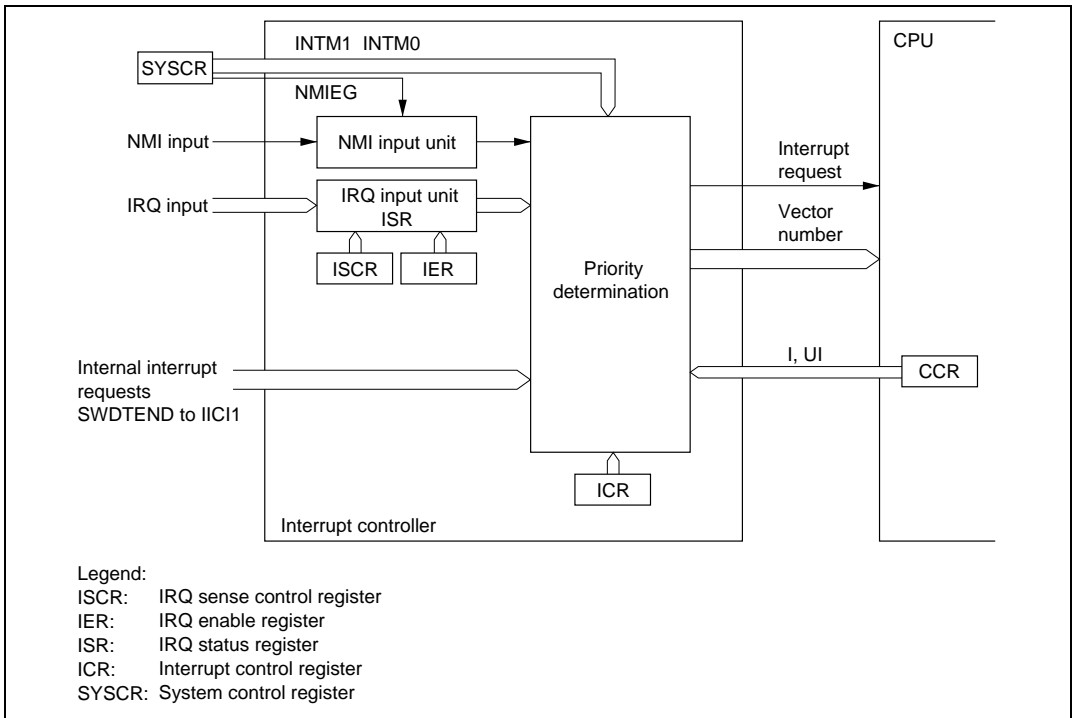 INTM1 INTM0
CPU
SYSCR
NMIEG
NMI input
NMI input unit
Interrupt
request
IRQ input
IRQ input unit
ISR
Vector
number
ISCR
IER
Priority
determination
Internal interrupt
requests
SWDTEND to IICI1
I, UI
CCR
ICR
Interrupt controller
Legend:
ISCR: IRQ sense control register
IER: IRQ enable register
ISR: IRQ status register
ICR: Interrupt control register
SYSCR: System control register